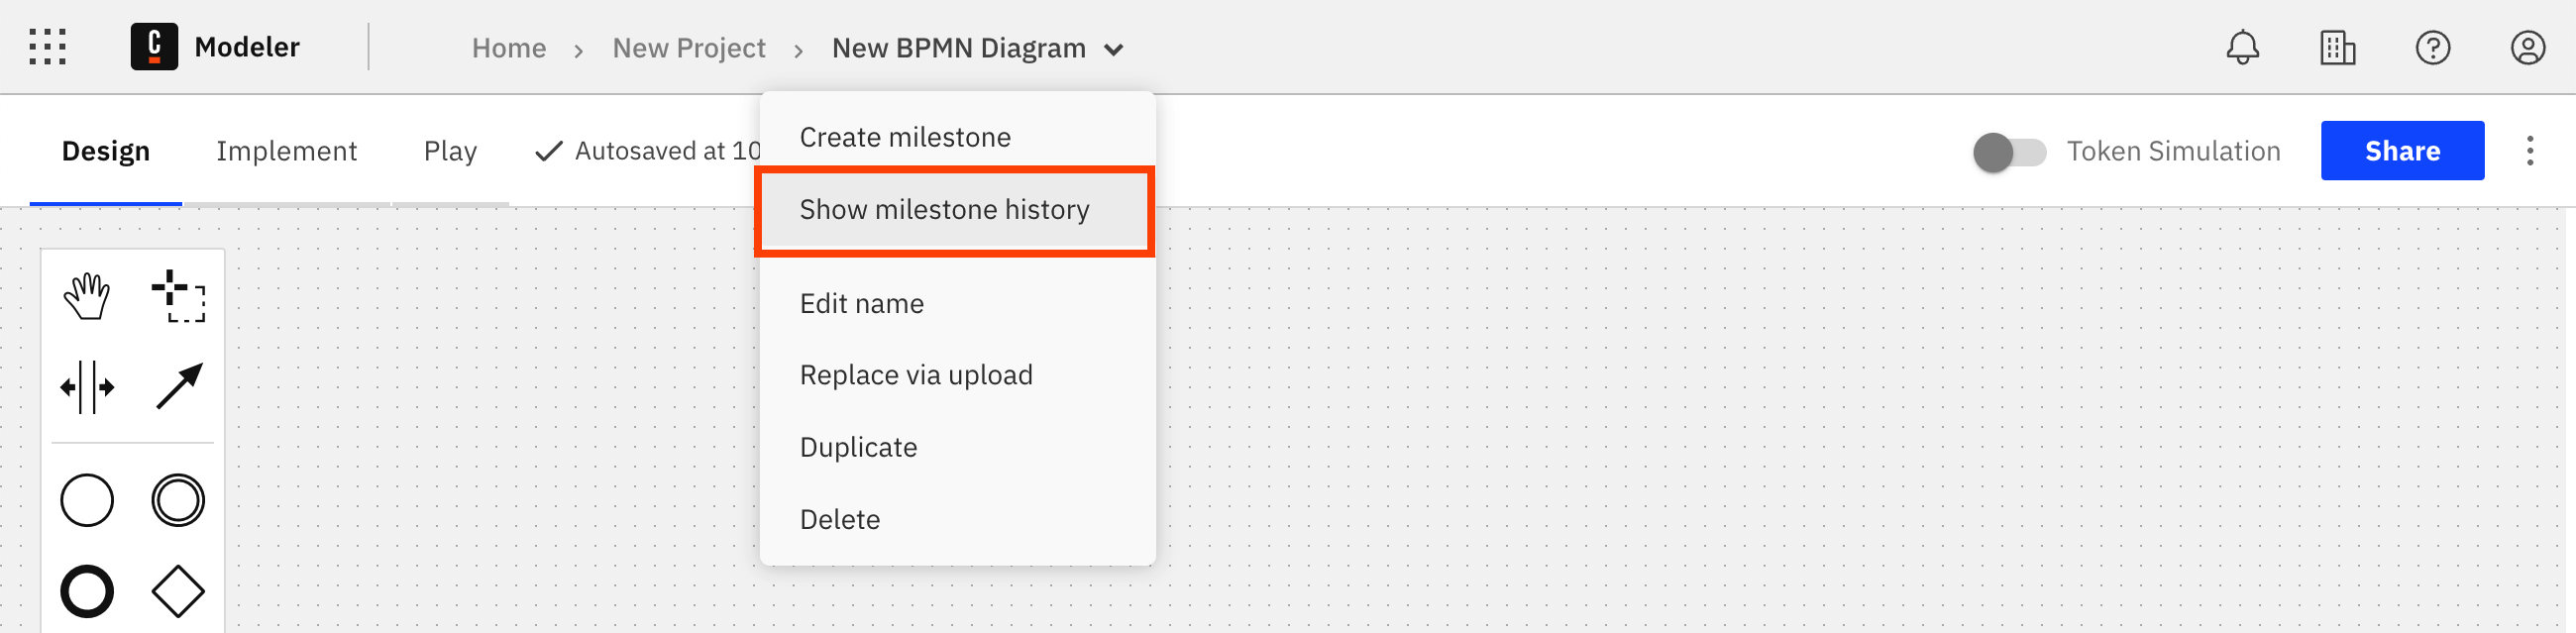 C Modeler Home › New Project › New BPMN Diagram
Design Implement Play Autosaved at 10 Token Simulation Share
Create milestone
Show milestone history
Edit name
Replace via upload
Duplicate
Delete